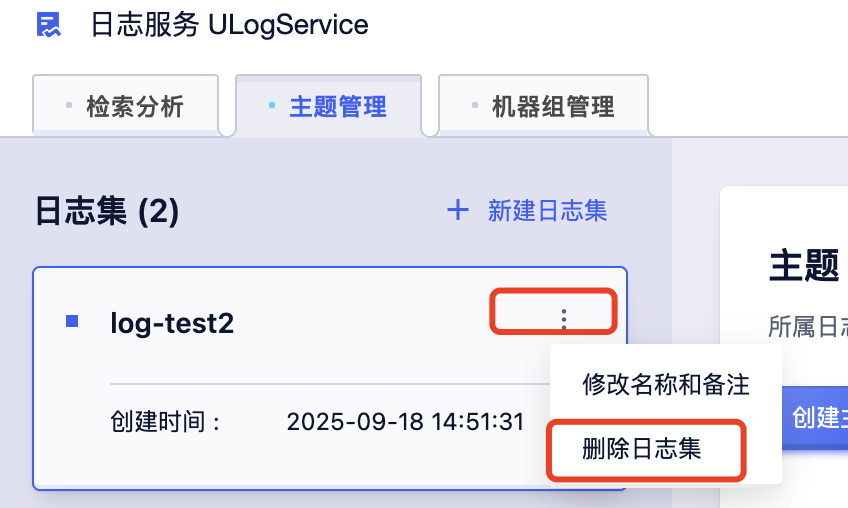 日志服务 ULogService
检索分析
主题管理
机器组管理
日志集 (2)
+ 新建日志集
log-test2
创建时间：
2025-09-18 14:51:31
修改名称和备注
删除日志集
主题
所属日
创建